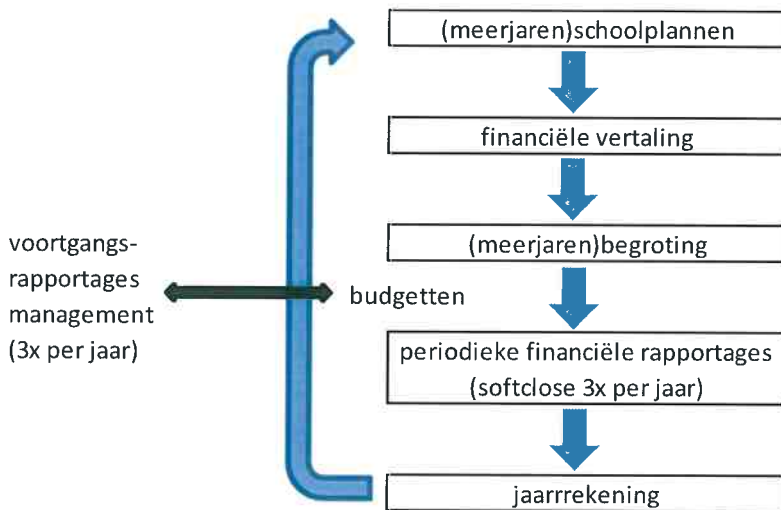 (meerjaren)schoolplannen
financiële vertaling
(meerjaren)begroting
voortgangs-
rapportages
management
(3x per jaar)
budgetten
periodieke financiële rapportages
(softclose 3x per jaar)
jaarrrekening